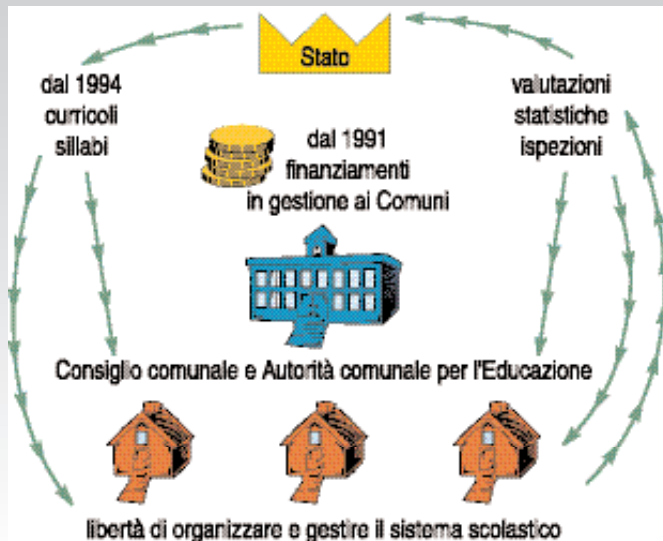 Stato
dal 1994
curricoli
sillabi
valutazioni
statistiche
ispezioni
dal 1991
finanziamenti
in gestione ai Comuni
Consiglio comunale e Autorità comunale per l'Educazione
libertà di organizzare e gestire il sistema scolastico